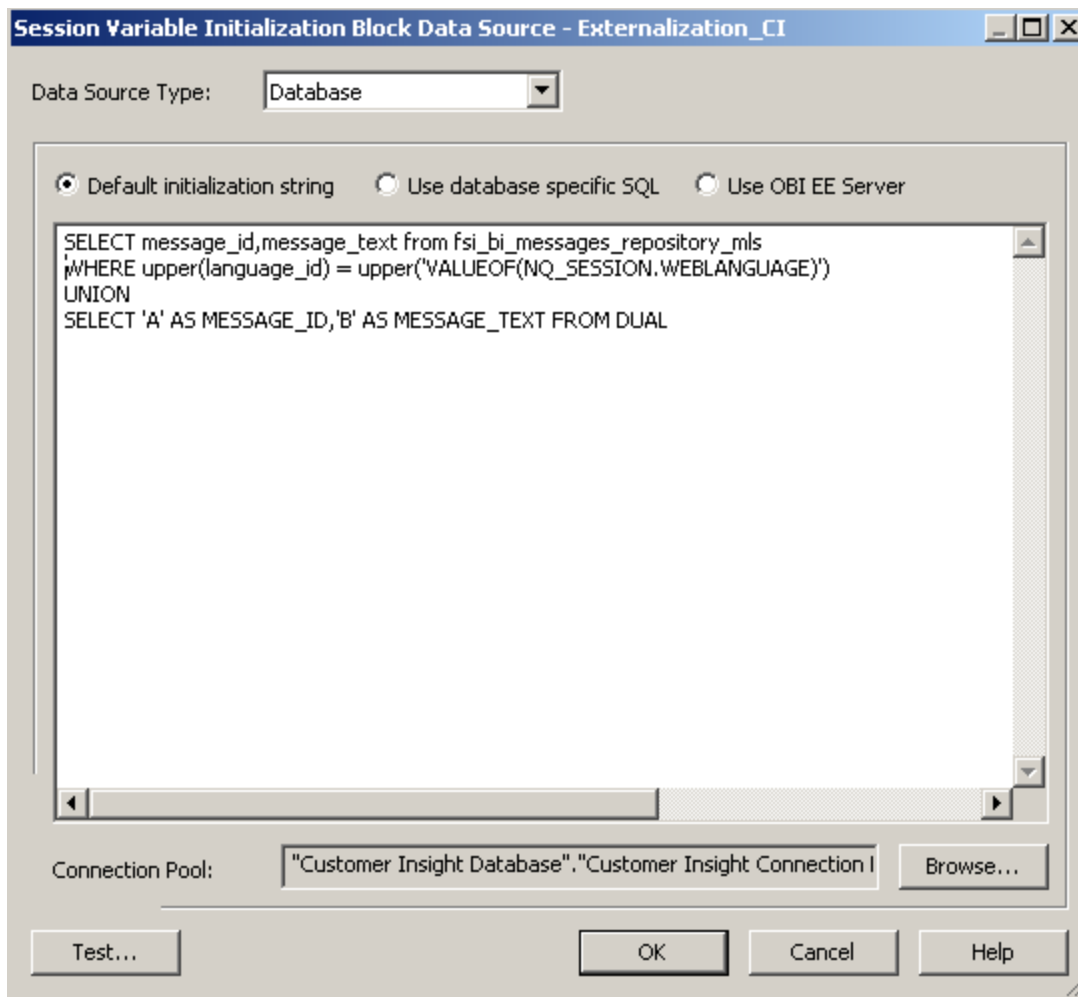 Session Variable Initialization Block Data Source - Externalization_CI
Data Source Type: Database
Default initialization string Use database specific SQL Use OBI EE Server
SELECT message_id,message_text from fsi_bi_messages_repository_mls
WHERE upper(language_id) = upper('VALUEOF(NQ_SESSION.WEBLANGUAGE)')
UNION
SELECT 'A' AS MESSAGE_ID,'B' AS MESSAGE_TEXT FROM DUAL
Connection Pool: "Customer Insight Database"."Customer Insight Connection Browse...
Test... OK Cancel Help